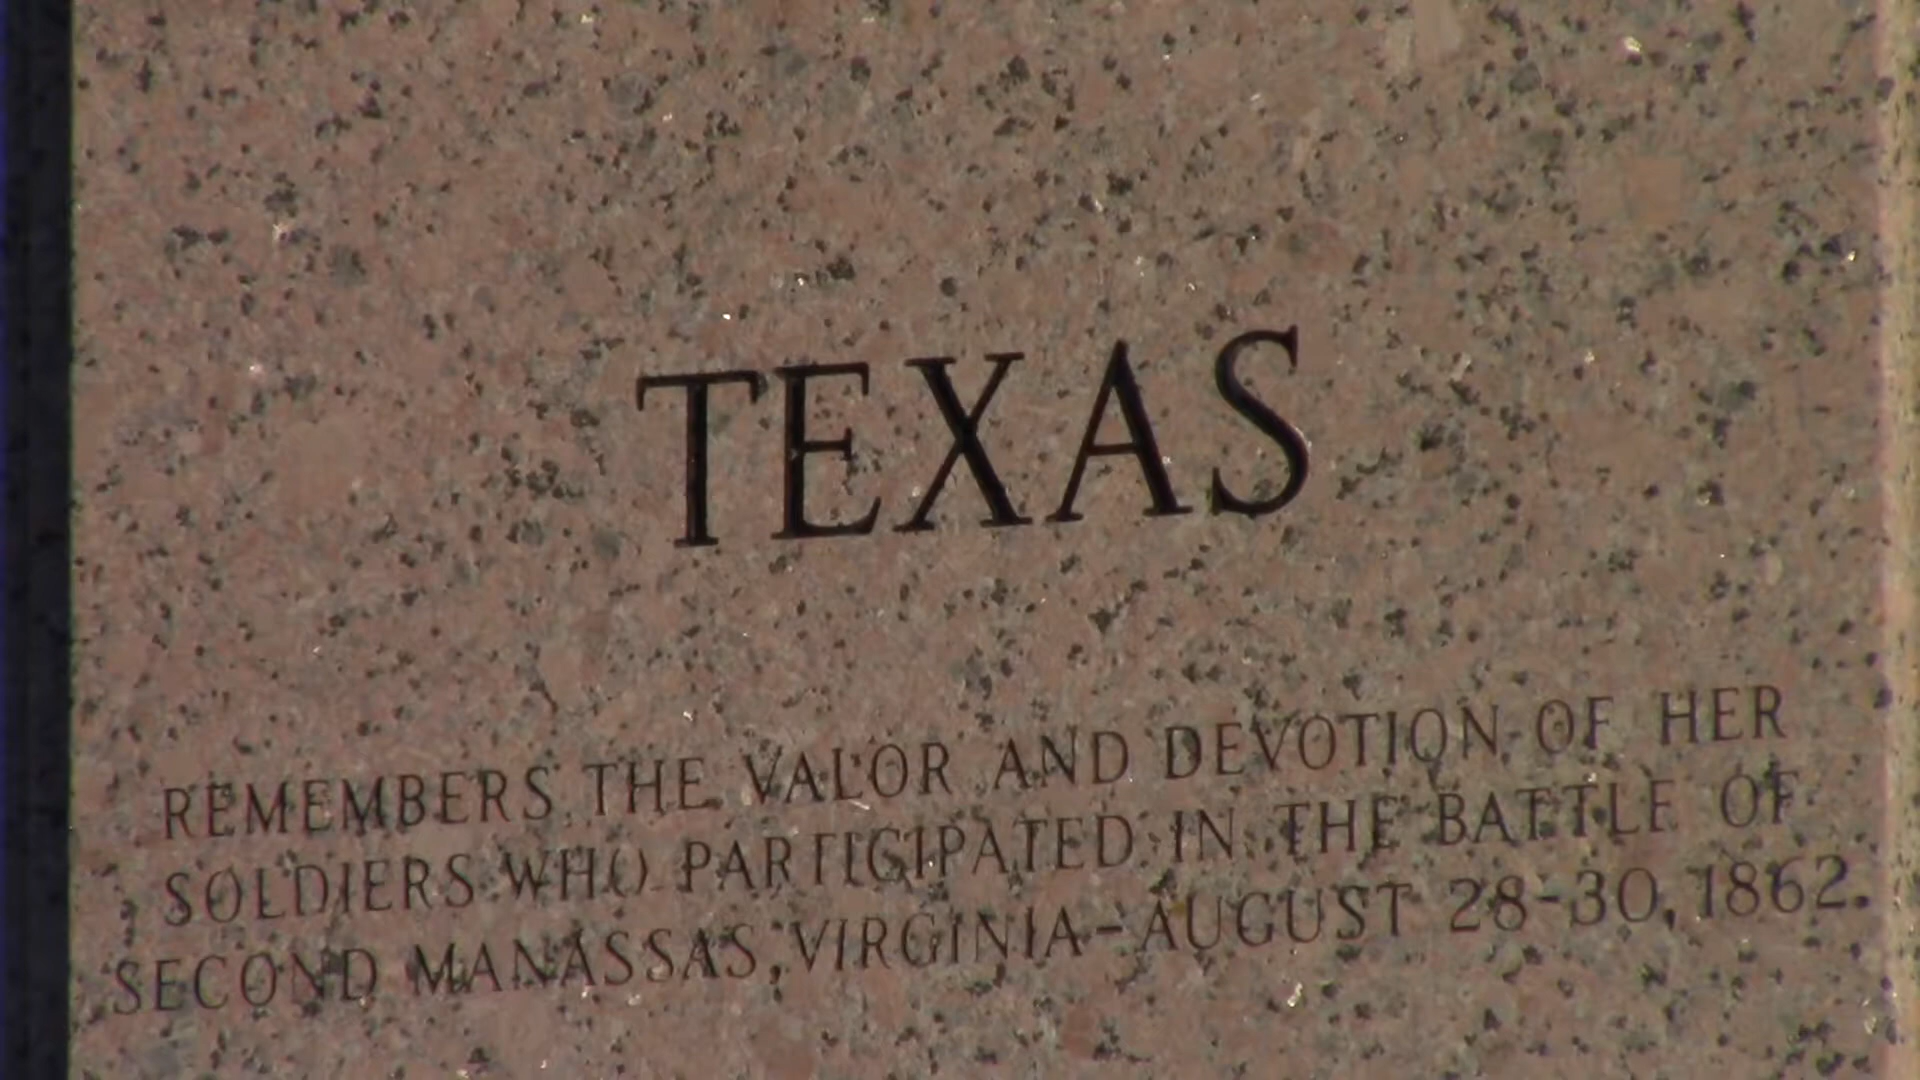 TEXAS
REMEMBERS THE VALOR AND DEVOTION OF HER
SOLDIERS WHO PARTICIPATED IN THE BATTLE OF
SECOND MANASSAS, VIRGINIA-AUGUST 28-30, 1862.